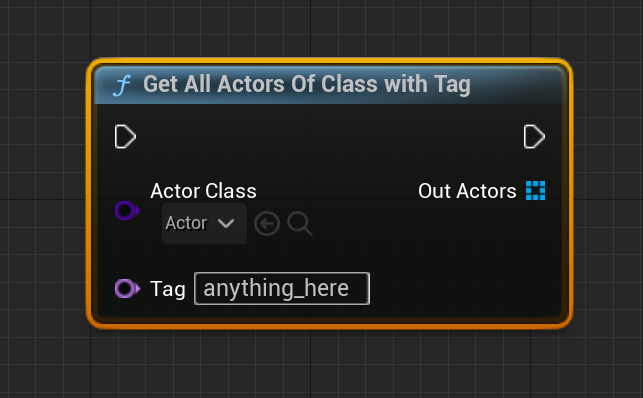 f Get All Actors Of Class with Tag
Actor Class
Out Actors
Actor
Tag anything_here